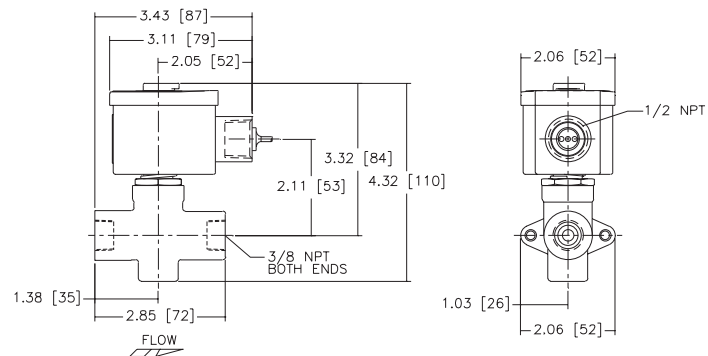 3.43 [87]
3.11 [79]
2.05 [52]
2.06 [52]
1/2 NPT
3.32 [84]
2.11 [53]
4.32 [110]
3/8 NPT
BOTH ENDS
1.38 [35]
2.85 [72]
1.03 [26]
2.06 [52]
FLOW